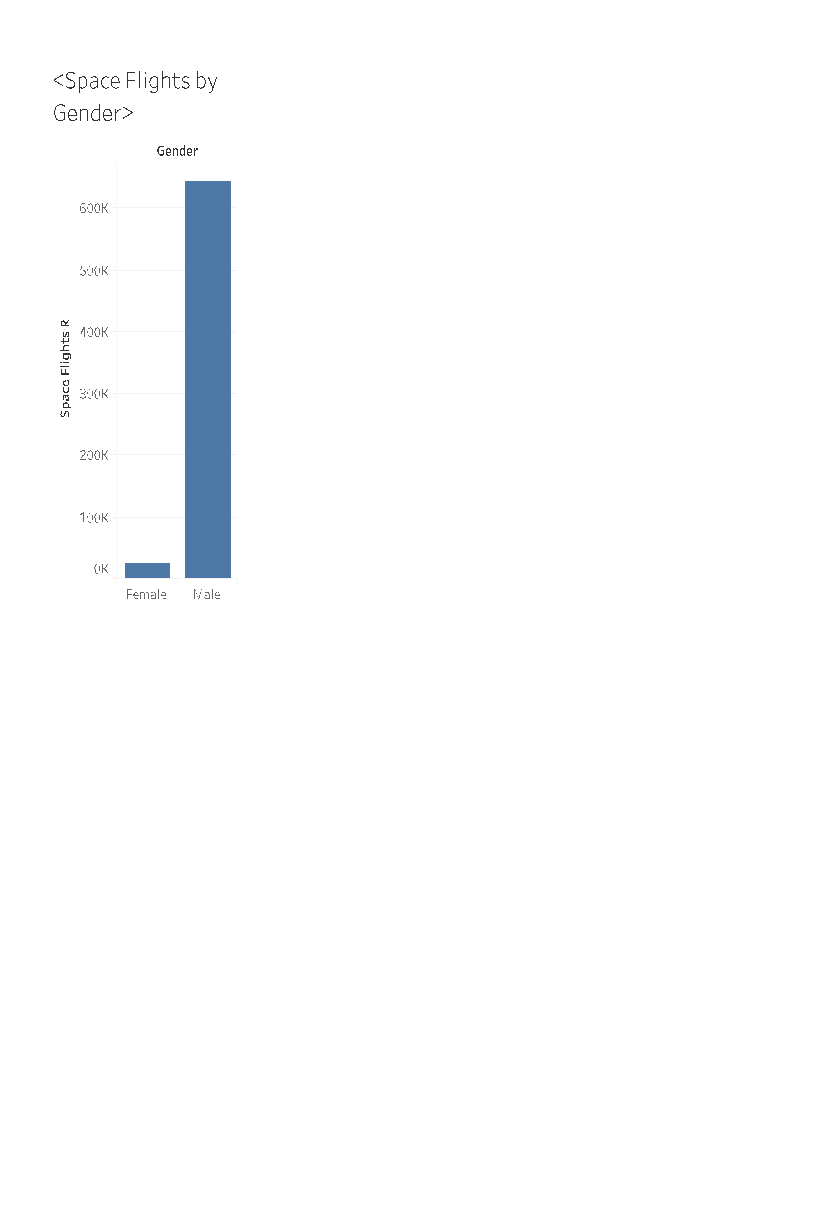 <Space Flights by
Gender>
Gender
600K
500K
400K
300K
200K
100K
0K
Space Flights R
Female
Male